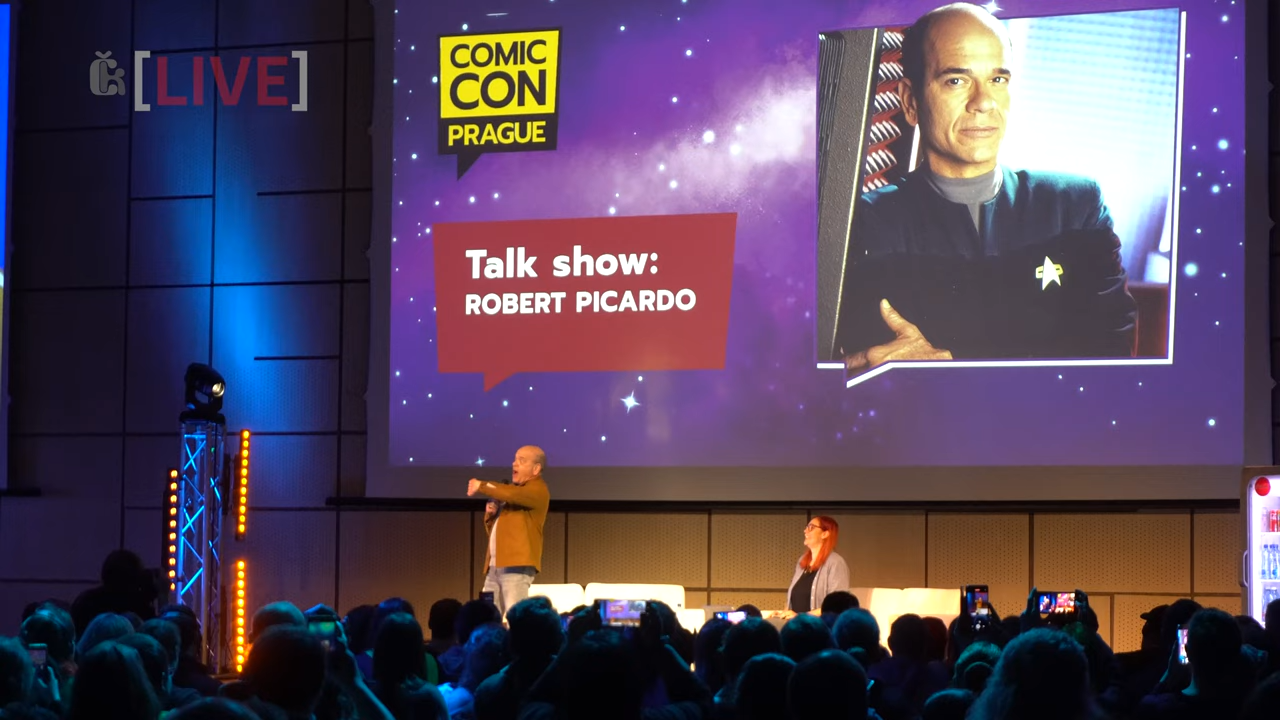 č[LIVE]
COMIC
CON
PRAGUE
Talk show:
ROBERT PICARDO